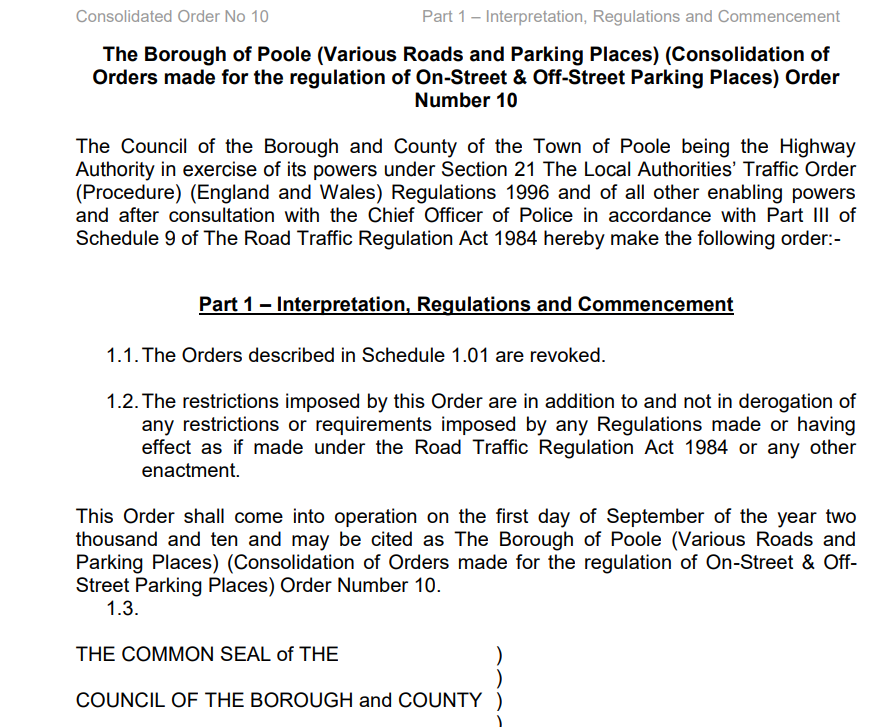 Consolidated Order No 10 Part 1 – Interpretation, Regulations and Commencement
The Borough of Poole (Various Roads and Parking Places) (Consolidation of
Orders made for the regulation of On-Street & Off-Street Parking Places) Order
Number 10
The Council of the Borough and County of the Town of Poole being the Highway
Authority in exercise of its powers under Section 21 The Local Authorities’ Traffic Order
(Procedure) (England and Wales) Regulations 1996 and of all other enabling powers
and after consultation with the Chief Officer of Police in accordance with Part III of
Schedule 9 of The Road Traffic Regulation Act 1984 hereby make the following order:-
Part 1 – Interpretation, Regulations and Commencement
1.1. The Orders described in Schedule 1.01 are revoked.
1.2. The restrictions imposed by this Order are in addition to and not in derogation of
any restrictions or requirements imposed by any Regulations made or having
effect as if made under the Road Traffic Regulation Act 1984 or any other
enactment.
This Order shall come into operation on the first day of September of the year two
thousand and ten and may be cited as The Borough of Poole (Various Roads and
Parking Places) (Consolidation of Orders made for the regulation of On-Street & Off-
Street Parking Places) Order Number 10.
1.3.
THE COMMON SEAL of THE )
)
COUNCIL OF THE BOROUGH and COUNTY )
)